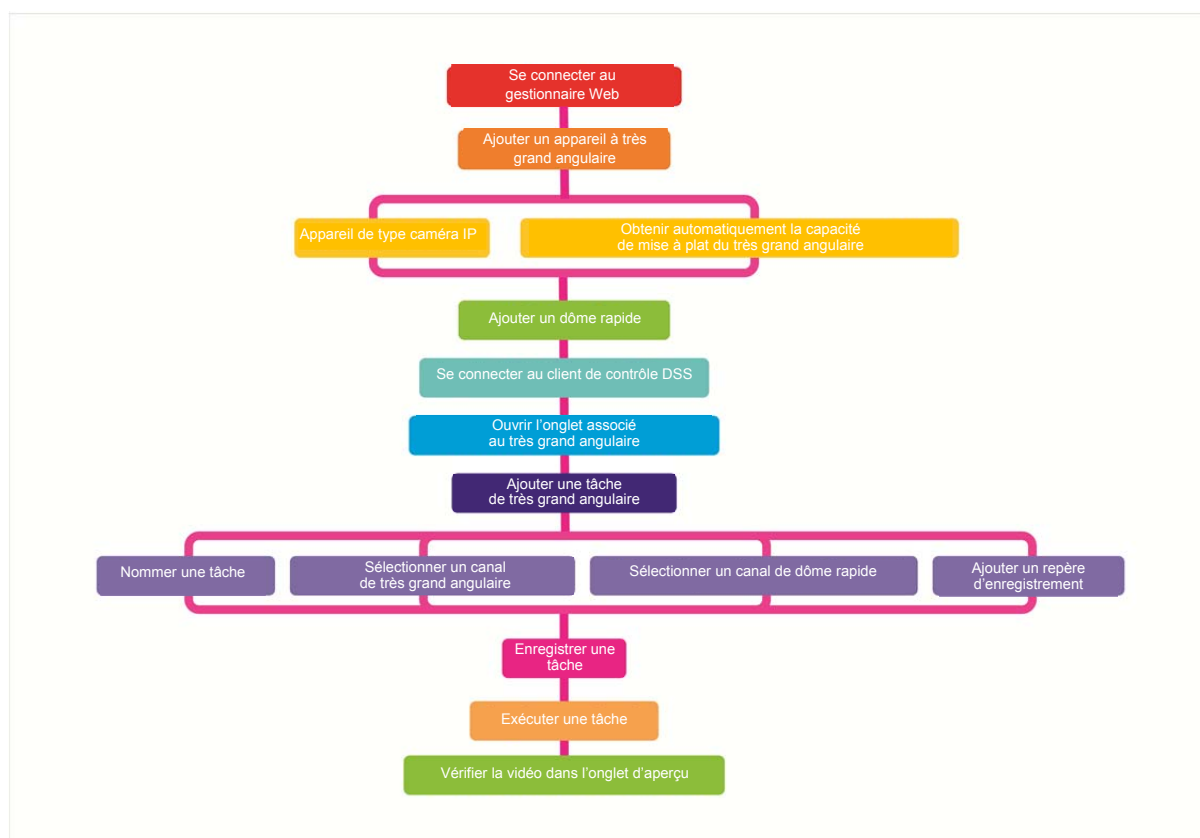 Se connecter au
gestionnaire Web
Ajouter un appareil à très
grand angulaire
Appareil de type caméra IP
Obtenir automatiquement la capacité
de mise à plat du très grand angulaire
Ajouter un dôme rapide
Se connecter au client de contrôle DSS
Ouvrir l’onglet associé
au très grand angulaire
Ajouter une tâche
de très grand angulaire
Nommer une tâche
Sélectionner un canal
de très grand angulaire
Sélectionner un canal de dôme rapide
Ajouter un repère
d’enregistrement
Enregistrer une
tâche
Exécuter une tâche
Vérifier la vidéo dans l’onglet d’aperçu